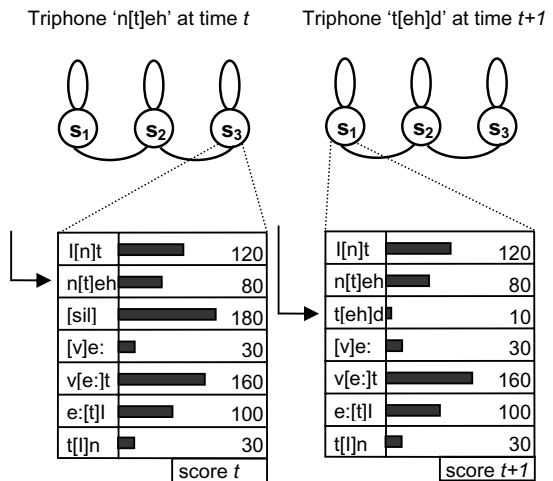 Triphone ‘n[t]eh’ at time t
s1 s2 s3
I[n]t 120
n[t]eh 80
[sil] 180
[v]e: 30
v[e:]t 160
e:[t]I 100
t[I]n 30
score t
Triphone ‘t[eh]d’ at time t+1
s1 s2 s3
I[n]t 120
n[t]eh 80
t[eh]d 10
[v]e: 30
v[e:]t 160
e:[t]I 100
t[I]n 30
score t+1